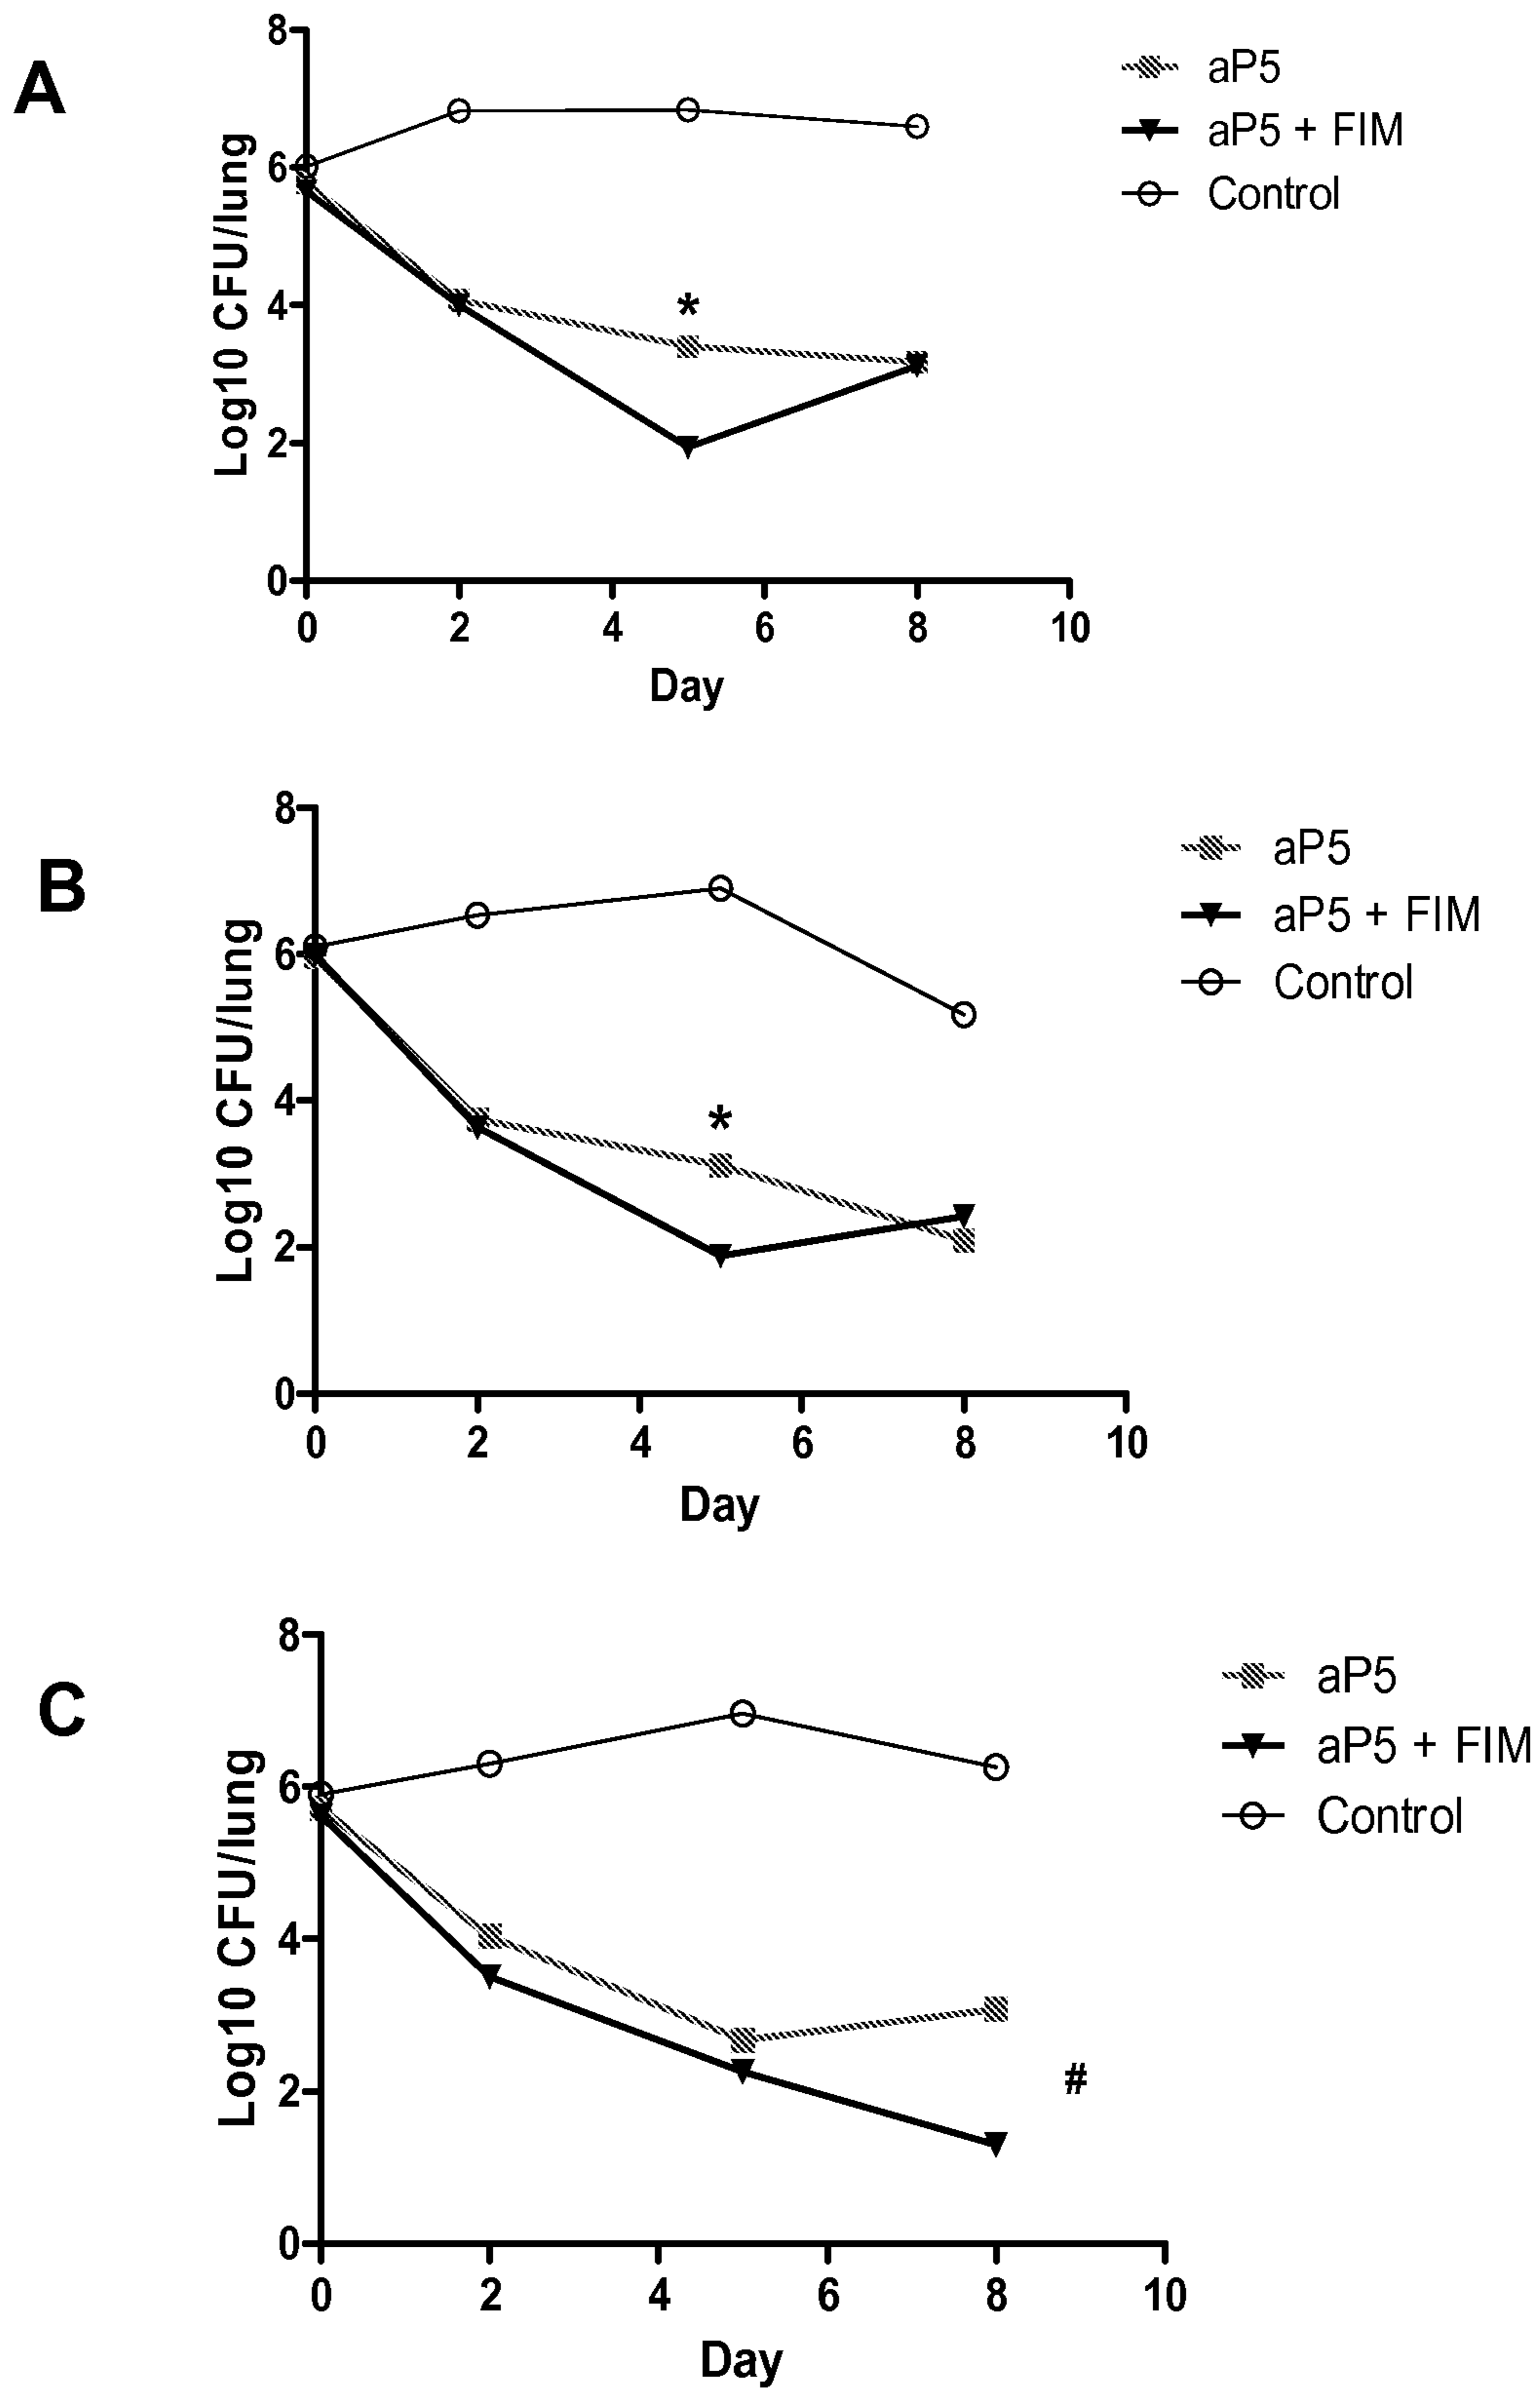 A
Log10 CFU/lung
8
6
4
2
0
*
0 2 4 6 8 10
Day
aP5
aP5 + FIM
Control
B
Log10 CFU/lung
8
6
4
2
0
*
0 2 4 6 8 10
Day
aP5
aP5 + FIM
Control
C
Log10 CFU/lung
8
6
4
2
0
#
0 2 4 6 8 10
Day
aP5
aP5 + FIM
Control